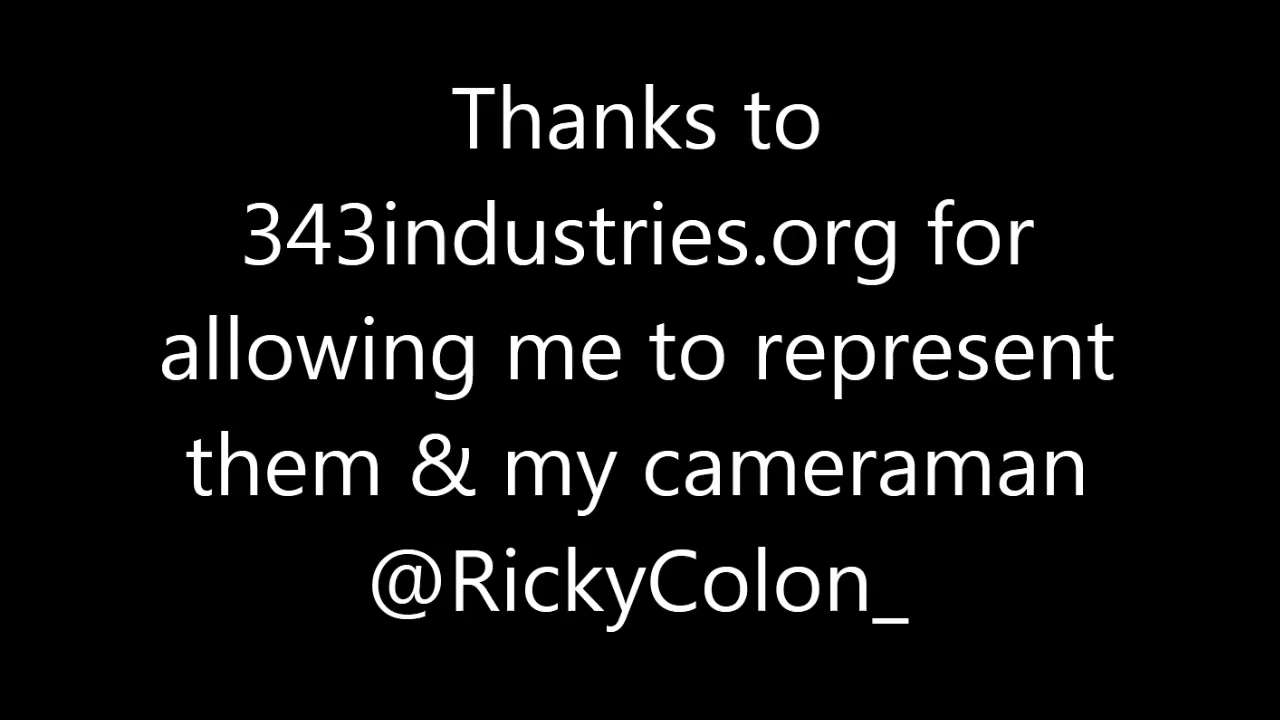 Thanks to
343industries.org for
allowing me to represent
them & my cameraman
@RickyColon_